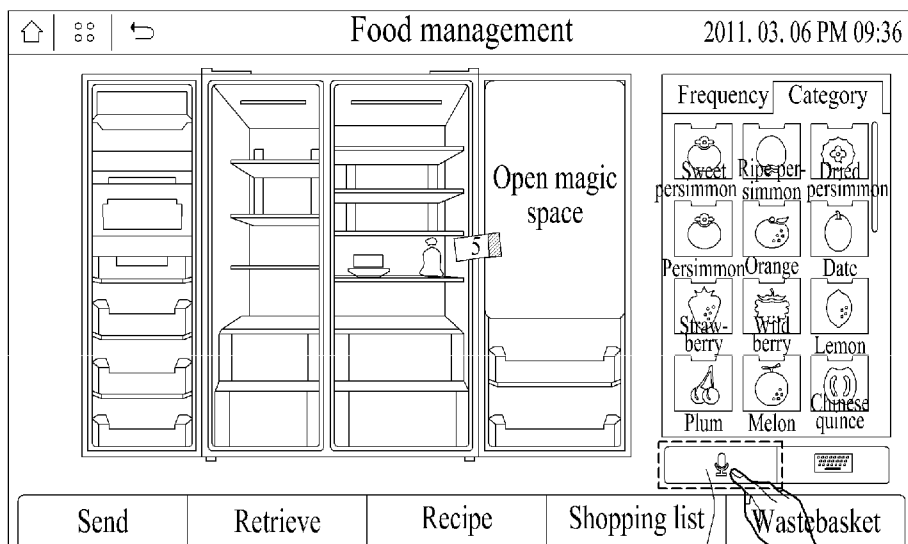 Food management
2011. 03. 06 PM 09:36
Frequency
Category
Open magic
space
5
Sweet
persimmon
Ripe per-
simmon
Dried
persimmon
Persimmon
Orange
Date
Straw-
berry
Wild
berry
Lemon
Plum
Melon
Chinese
quince
Send
Retrieve
Recipe
Shopping list
Wastebasket